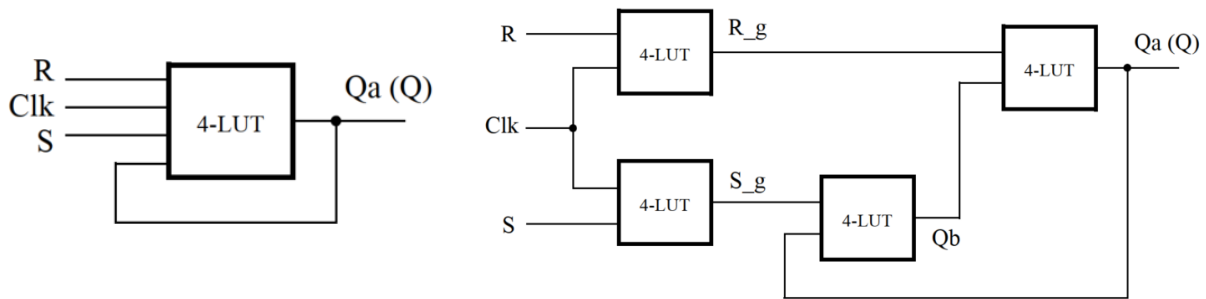 R
Clk
S
4-LUT
Qa (Q)
R
Clk
S
4-LUT
R_g
4-LUT
S_g
4-LUT
Qb
4-LUT
Qa (Q)